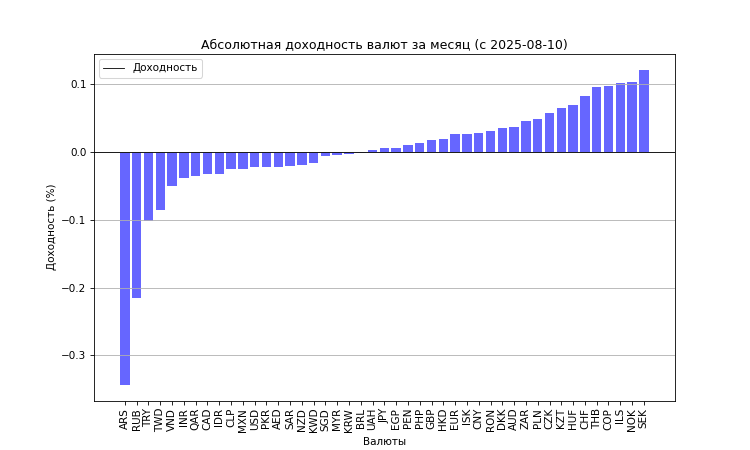 Абсолютная доходность валют за месяц (с 2025-08-10)
Доходность
0.1
0.0
−0.1
−0.2
−0.3
Доходность (%)
ARS RUB TRY TWD VND INR QAR CAD IDR CLP MXN USD PKR AED SAR NZD KWD SGD MYR KRW BRL UAH JPY EGP PEN PHP GBP HKD EUR ISK CNY RON DKK AUD ZAR PLN CZK KZT HUF CHF THB COP ILS NOK SEK
Валюты